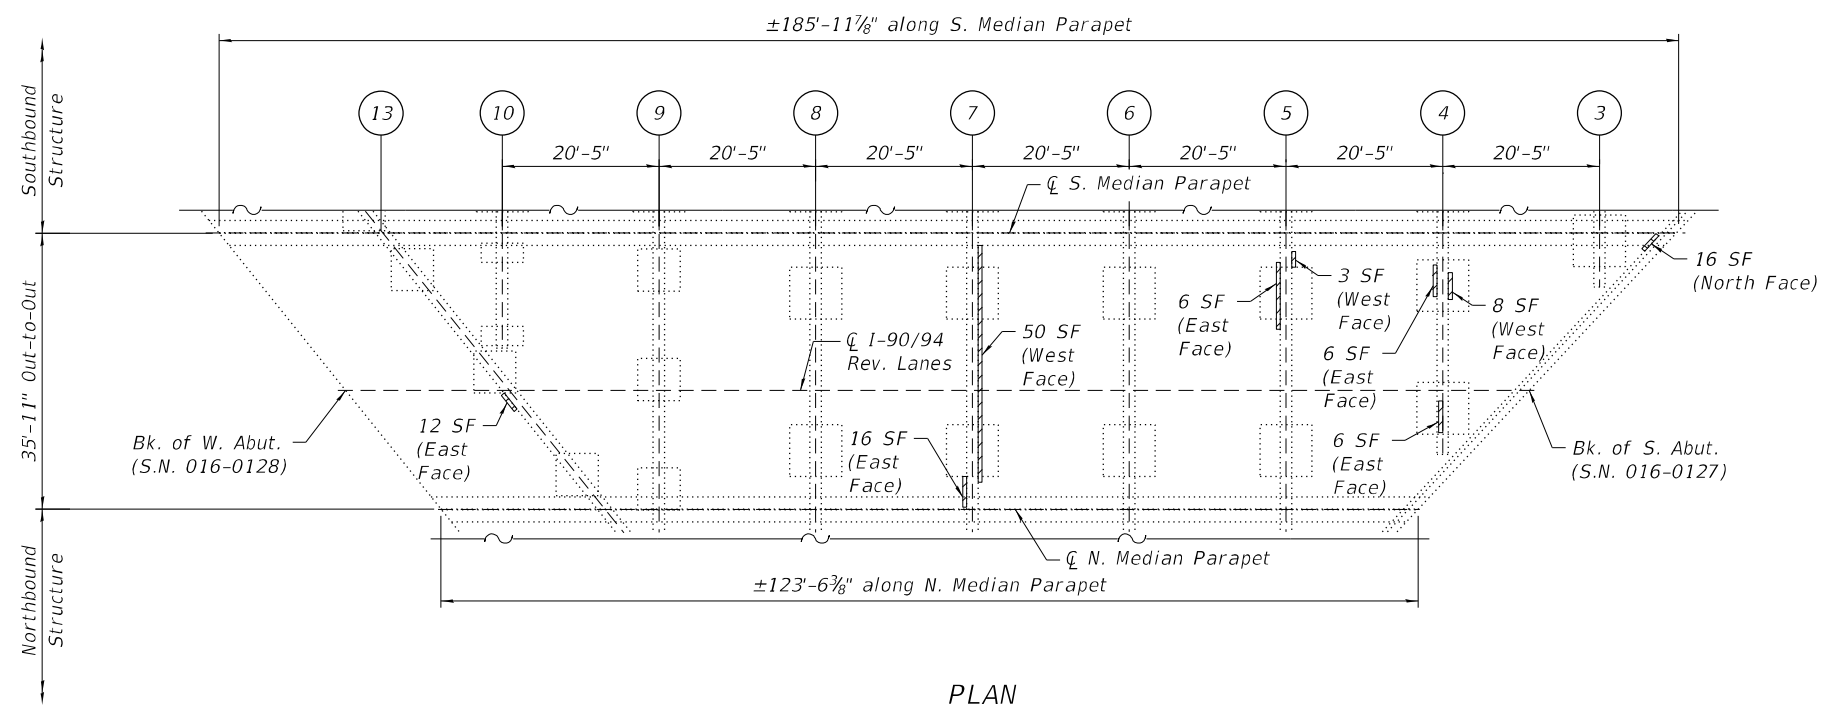 ±185'-11⅞" along S. Median Parapet
Southbound
Structure
13
10
9
8
7
6
5
4
3
20'-5"
20'-5"
20'-5"
20'-5"
20'-5"
20'-5"
20'-5"
℄ S. Median Parapet
35'-11" Out-to-Out
16 SF
(North Face)
3 SF
(West
Face)
6 SF
(East
Face)
8 SF
(West
Face)
6 SF
(East
Face)
50 SF
(West
Face)
℄ I-90/94
Rev. Lanes
12 SF
(East
Face)
16 SF
(East
Face)
6 SF
(East
Face)
Bk. of W. Abut.
(S.N. 016-0128)
Bk. of S. Abut.
(S.N. 016-0127)
Northbound
Structure
℄ N. Median Parapet
±123'-6⅜" along N. Median Parapet
PLAN